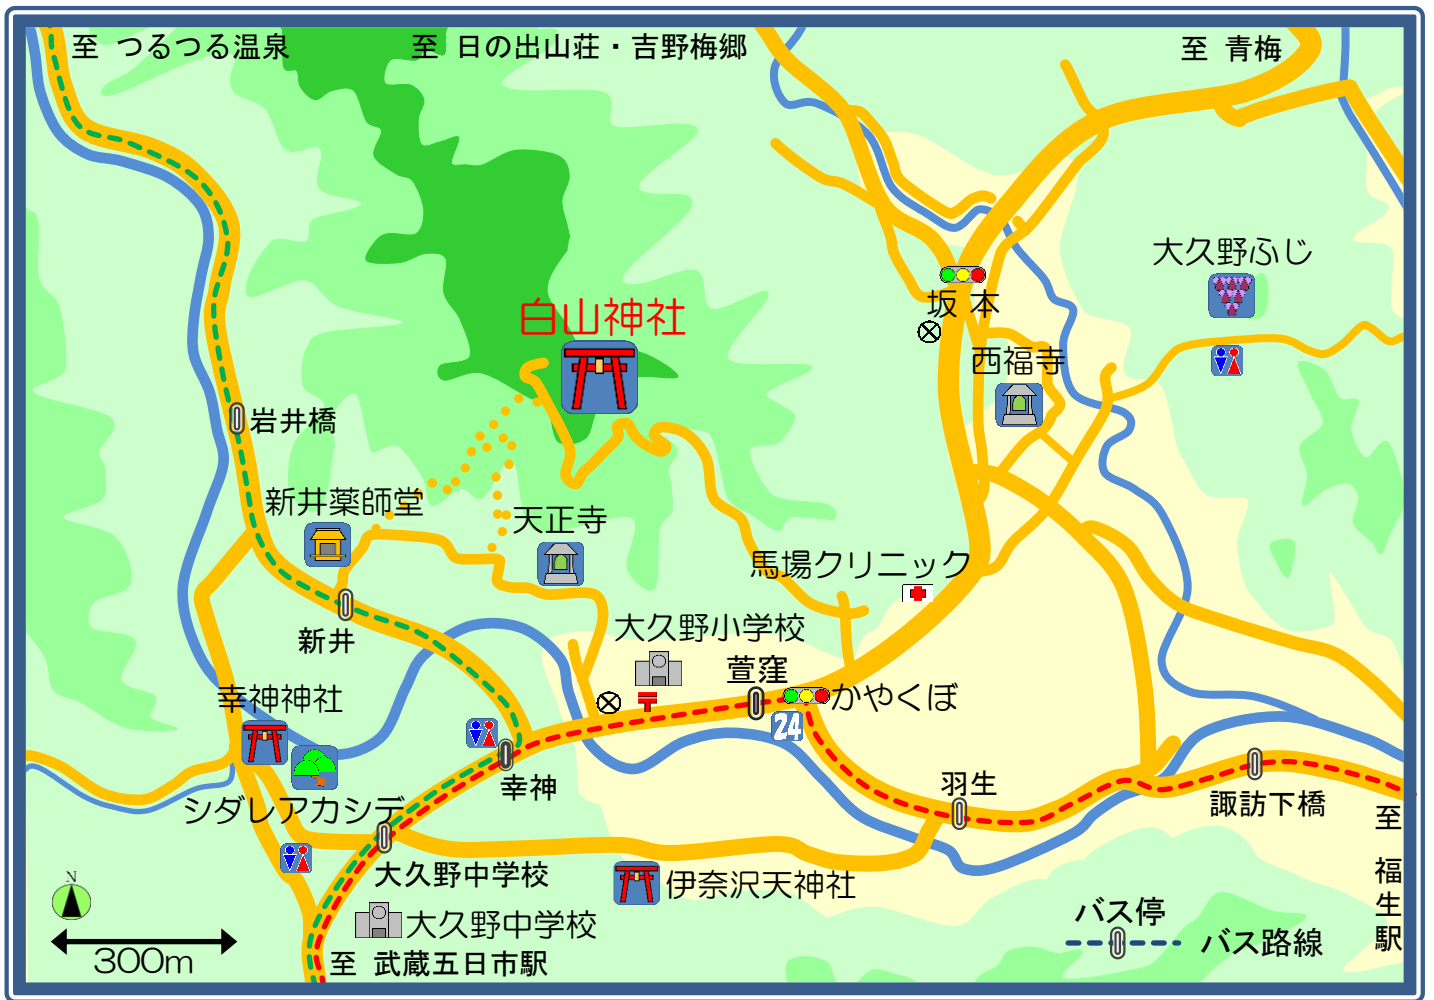 至 つるつる温泉
至 日の出山荘・吉野梅郷
至 青梅
大久野ふじ
白山神社
坂本
西福寺
岩井橋
新井薬師堂
天正寺
馬場クリニック
新井
大久野小学校
萱窪
かやくぼ
24
幸神神社
幸神
羽生
シダレアカシデ
諏訪下橋
大久野中学校
伊奈沢天神社
大久野中学校
至 福生駅
N
300m
至 武蔵五日市駅
バス停
バス路線